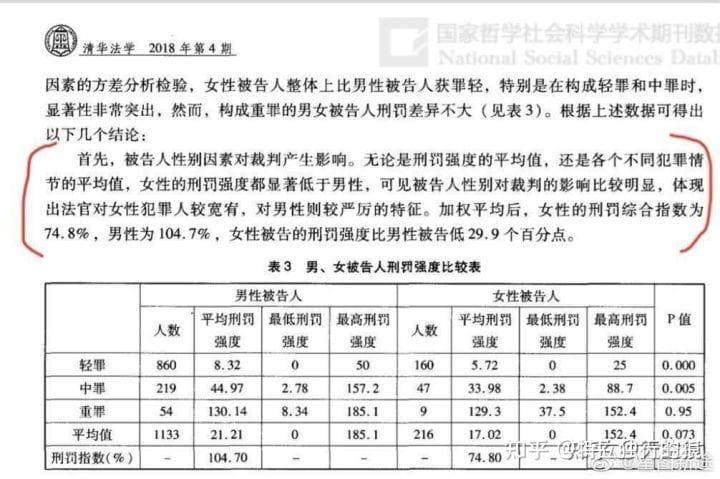 清华法学 2018 年第 4 期
国家哲学社会科学学术期刊数据
National Social Sciences Datab
因素的方差分析检验，女性被告人整体上比男性被告人获罪轻，特别是在构成轻罪和中罪时，
显著性非常突出，然而，构成重罪的男女被告人刑罚差异不大（见表 3）。根据上述数据可得出
以下几个结论：
首先，被告人性别因素对裁判产生影响。无论是刑罚强度的平均值，还是各个不同犯罪情
节的平均值，女性的刑罚强度都显著低于男性，可见被告人性别对裁判的影响比较明显，体现
出法官对女性犯罪人较宽宥，对男性则较严厉的特征。加权平均后，女性的刑罚综合指数为
74.8%，男性为 104.7%，女性被告的刑罚强度比男性被告低 29.9 个百分点。
表 3 男、女被告人刑罚强度比较表
男性被告人 女性被告人 P 值
人数 平均刑罚强度 最低刑罚强度 最高刑罚强度 人数 平均刑罚强度 最低刑罚强度 最高刑罚强度
轻罪 860 8.32 0 50 160 5.72 0 25 0.000
中罪 219 44.97 2.78 157.2 47 33.98 2.38 88.7 0.005
重罪 54 130.14 8.34 185.1 9 129.3 37.5 152.4 0.95
平均值 1133 21.21 0 185.1 216 17.02 0 152.4 0.073
刑罚指数(%) — 104.70 — — — 74.80 — —
知乎 @特立独行的猿